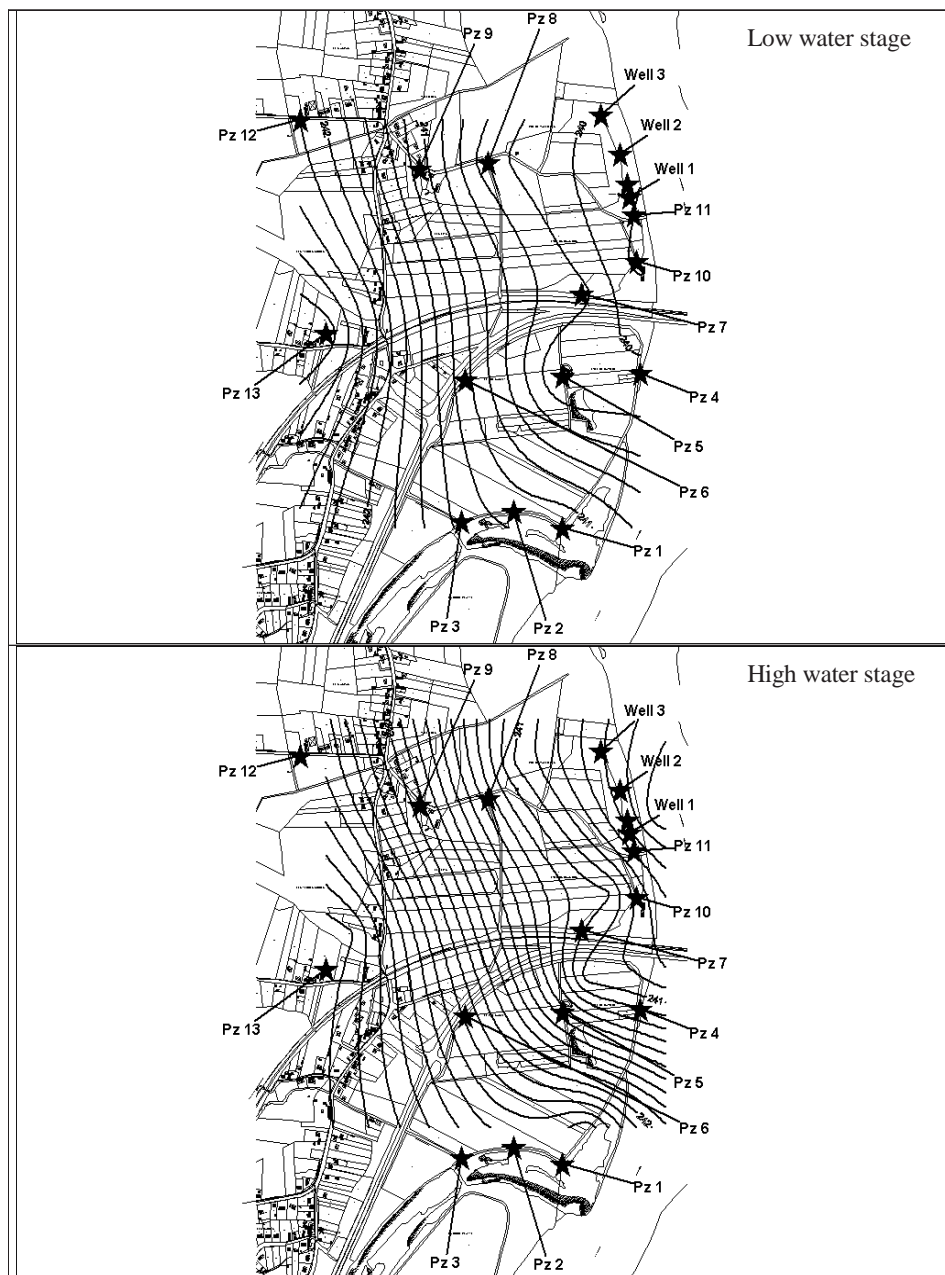 Low water stage
Pz 8
Pz 9
Well 3
Pz 12
242
241
240
Well 2
Well 1
Pz 11
Pz 10
Pz 7
240
Pz 13
Pz 4
Pz 5
Pz 6
242
241
Pz 1
Pz 3
Pz 2
High water stage
Pz 8
Pz 9
Well 3
241
Pz 12
Well 2
Well 1
Pz 11
Pz 10
Pz 7
Pz 13
241
Pz 4
Pz 5
242
Pz 6
Pz 1
Pz 3
Pz 2